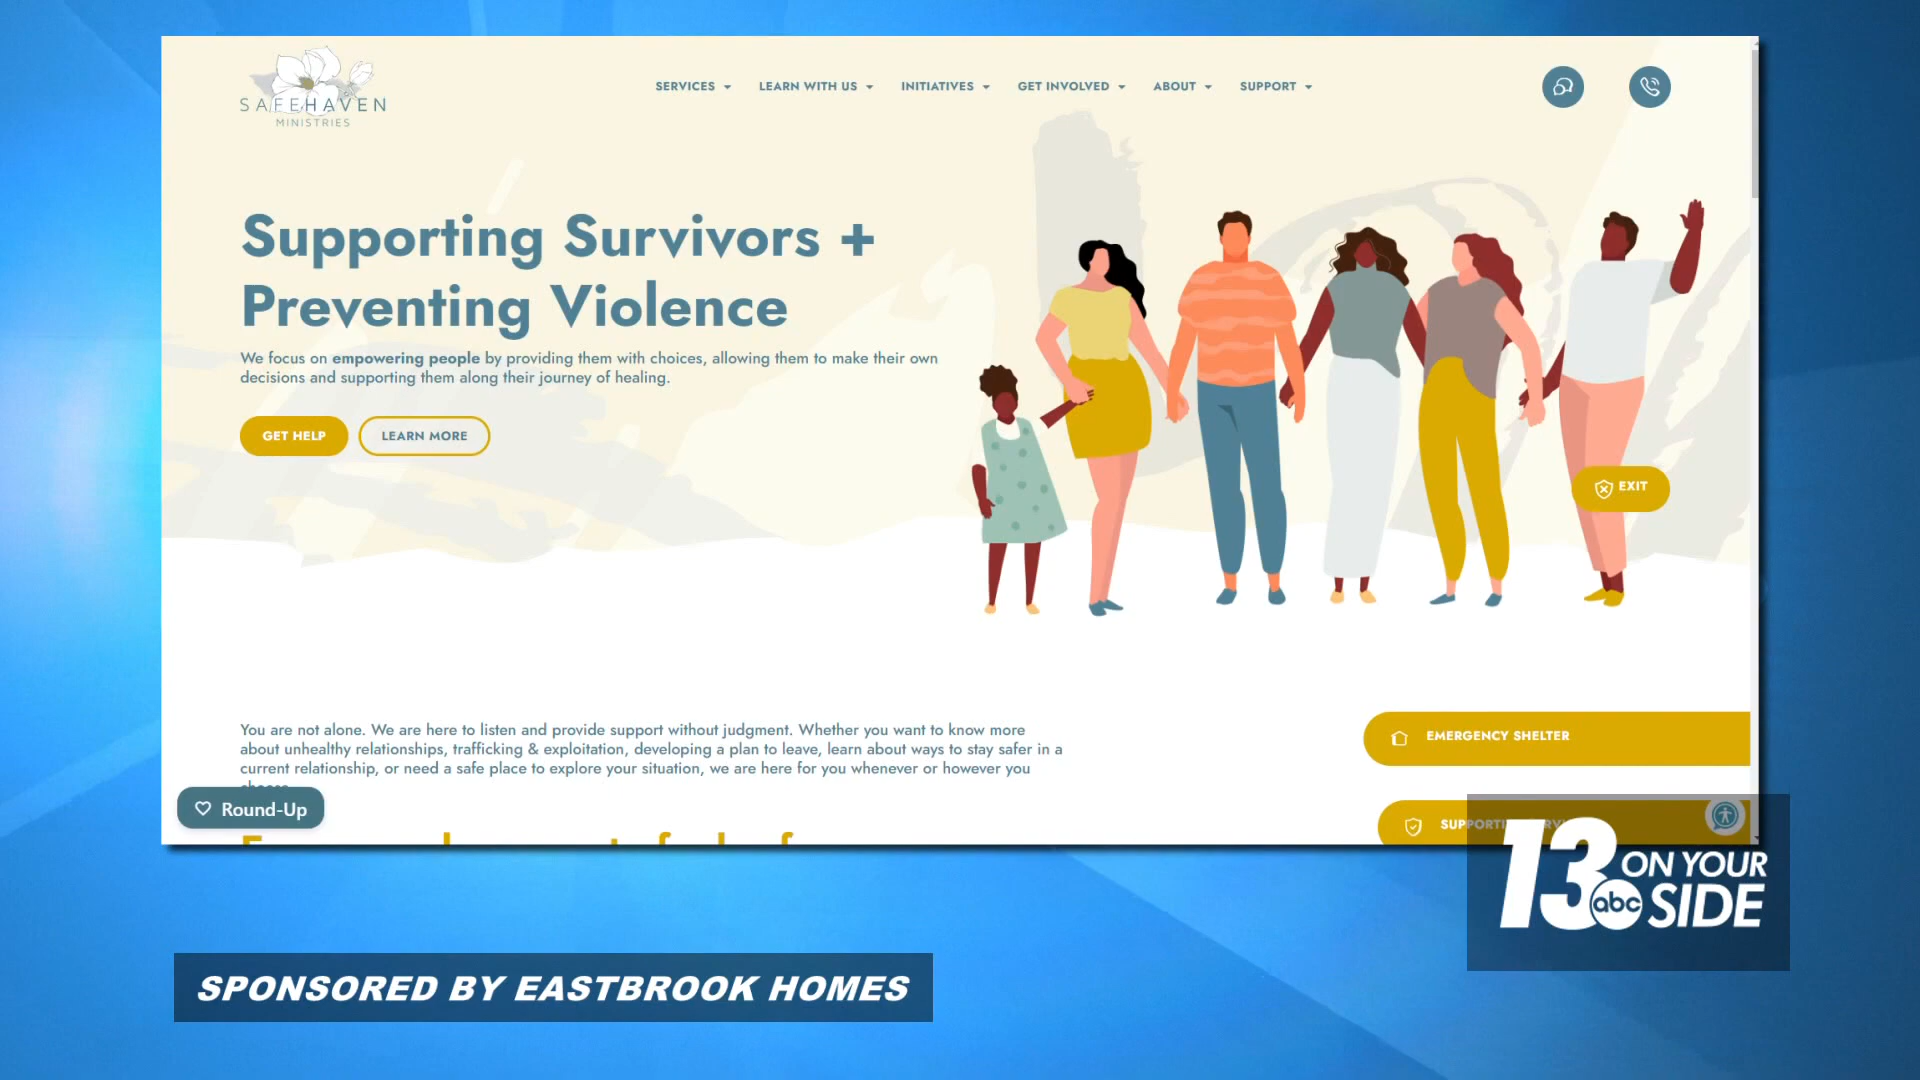 SAFEHAVEN
MINISTRIES
SERVICES
LEARN WITH US
INITIATIVES
GET INVOLVED
ABOUT
SUPPORT
Supporting Survivors +
Preventing Violence
We focus on empowering people by providing them with choices, allowing them to make their own
decisions and supporting them along their journey of healing.
GET HELP
LEARN MORE
EXIT
You are not alone. We are here to listen and provide support without judgment. Whether you want to know more
about unhealthy relationships, trafficking & exploitation, developing a plan to leave, learn about ways to stay safer in a
current relationship, or need a safe place to explore your situation, we are here for you whenever or however you
EMERGENCY SHELTER
Round-Up
13 ON YOUR
abc SIDE
SPONSORED BY EASTBROOK HOMES